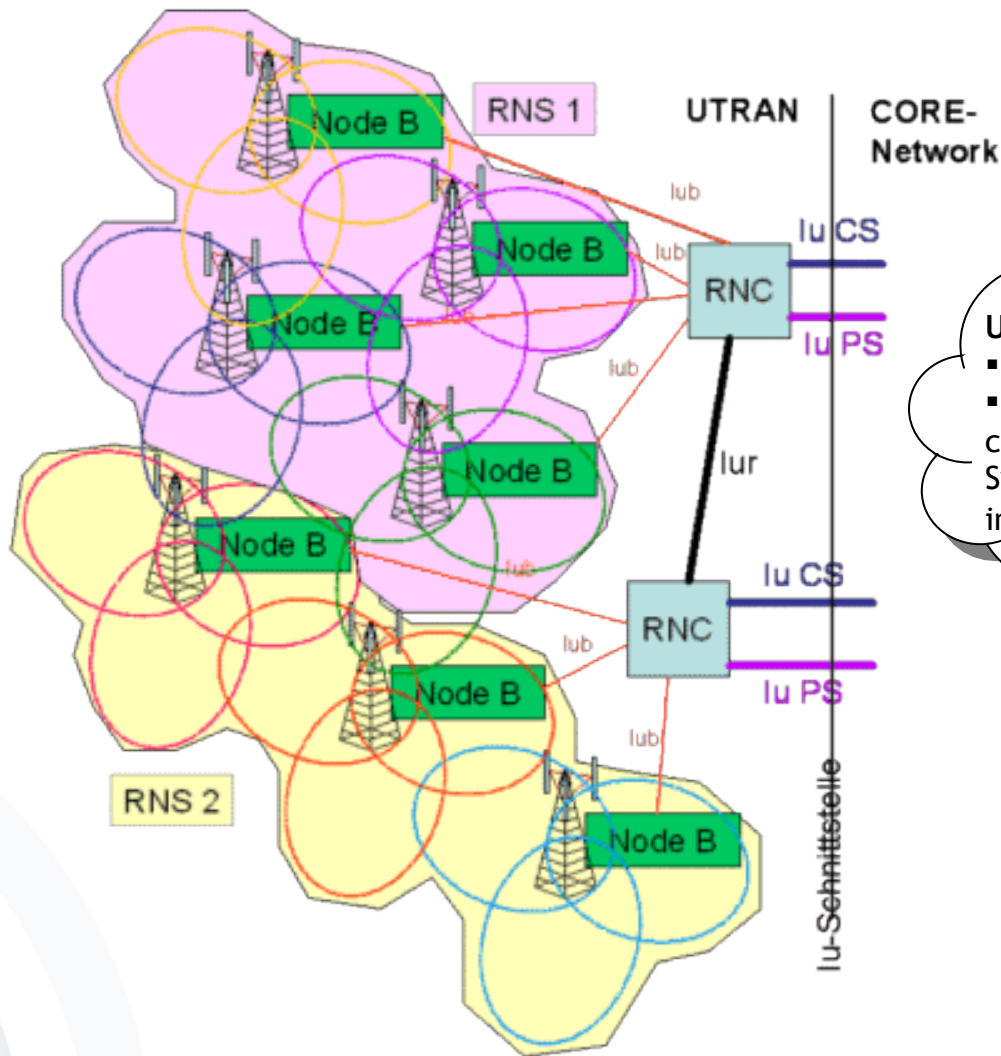 RNS 1
UTRAN
CORE-
Network
Node B
Iub
Node B
Iub
Iu CS
RNC
Node B
Iu PS
Iub
Node B
Iur
Node B
Iub
Iu CS
RNC
Iub
Node B
Iu PS
Iub
RNS 2
Node B
Iu-Schnittstelle
U
▪
▪
c
S
in